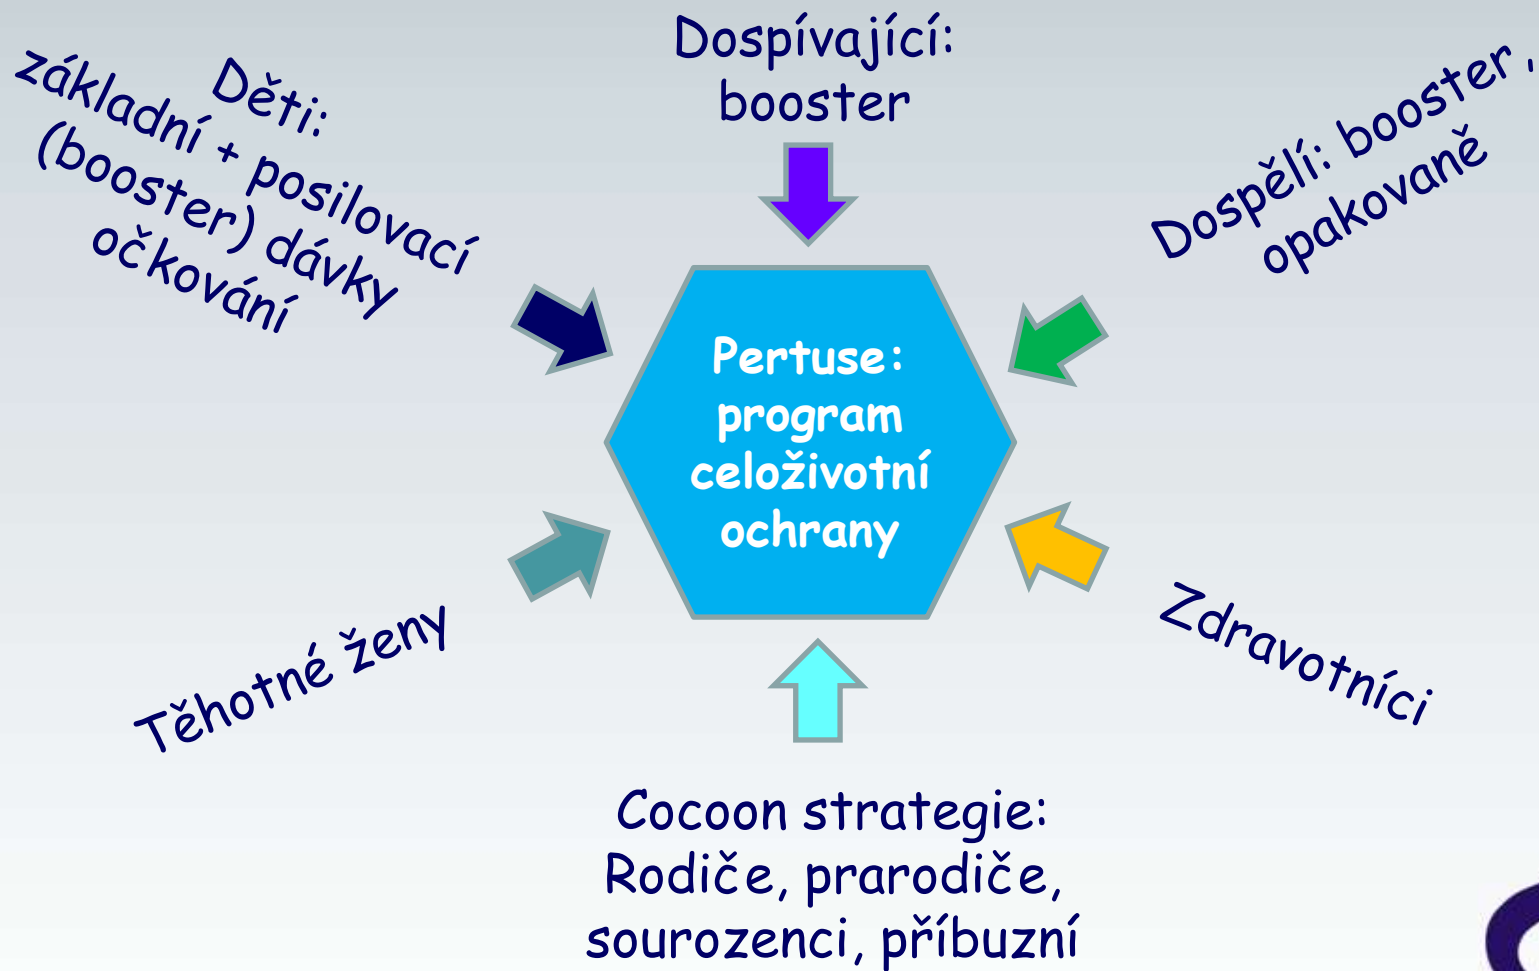 Dospívající:
booster
Děti:
základní + posilovací
(booster) dávky
očkování
Dospělí: booster ,
opakovaně
Pertuse:
program
celoživotní
ochrany
Těhotné ženy
Zdravotníci
Cocoon strategie:
Rodiče, prarodiče,
sourozenci, příbuzní